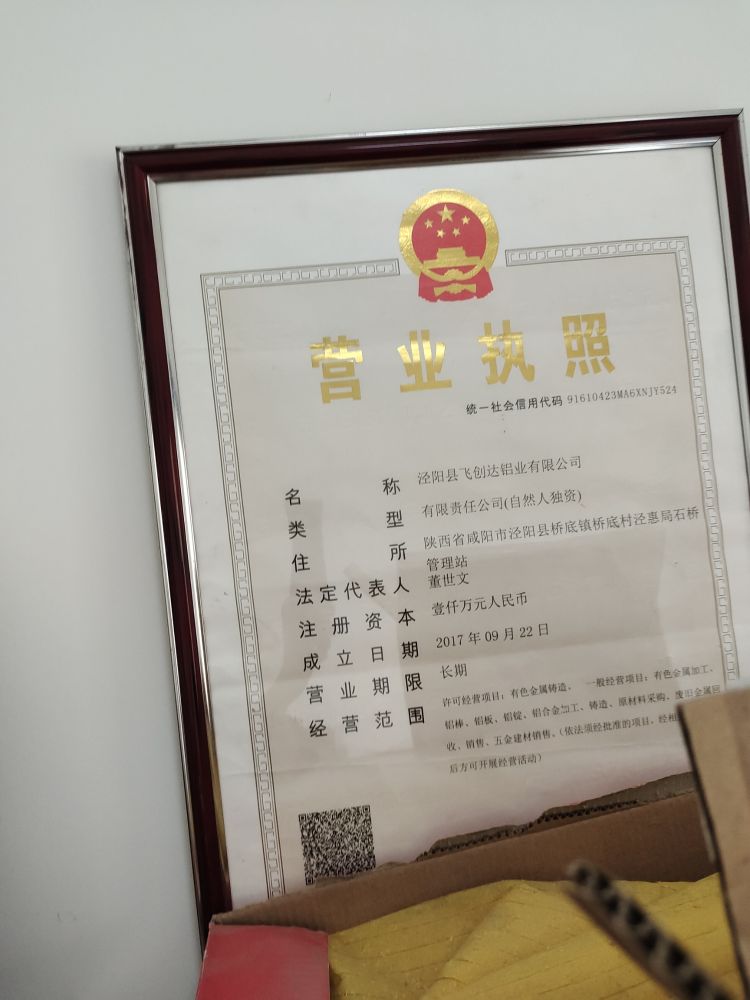 营业执照
统一社会信用代码 91610423MA6XNJY524
名称 泾阳县飞创达铝业有限公司
类型 有限责任公司(自然人独资)
住所 陕西省咸阳市泾阳县桥底镇桥底村泾惠局石桥
管理站
法定代表人 董世文
注册资本 壹仟万元人民币
成立日期 2017年09月22日
营业期限 长期
经营范围 许可经营项目：有色金属铸造。 一般经营项目：有色金属加工、
铝棒、铝板、铝锭、铝合金加工、铸造、原材料采购、废旧金属回
收、销售、五金建材销售。(依法须经批准的项目，经相
后方可开展经营活动)